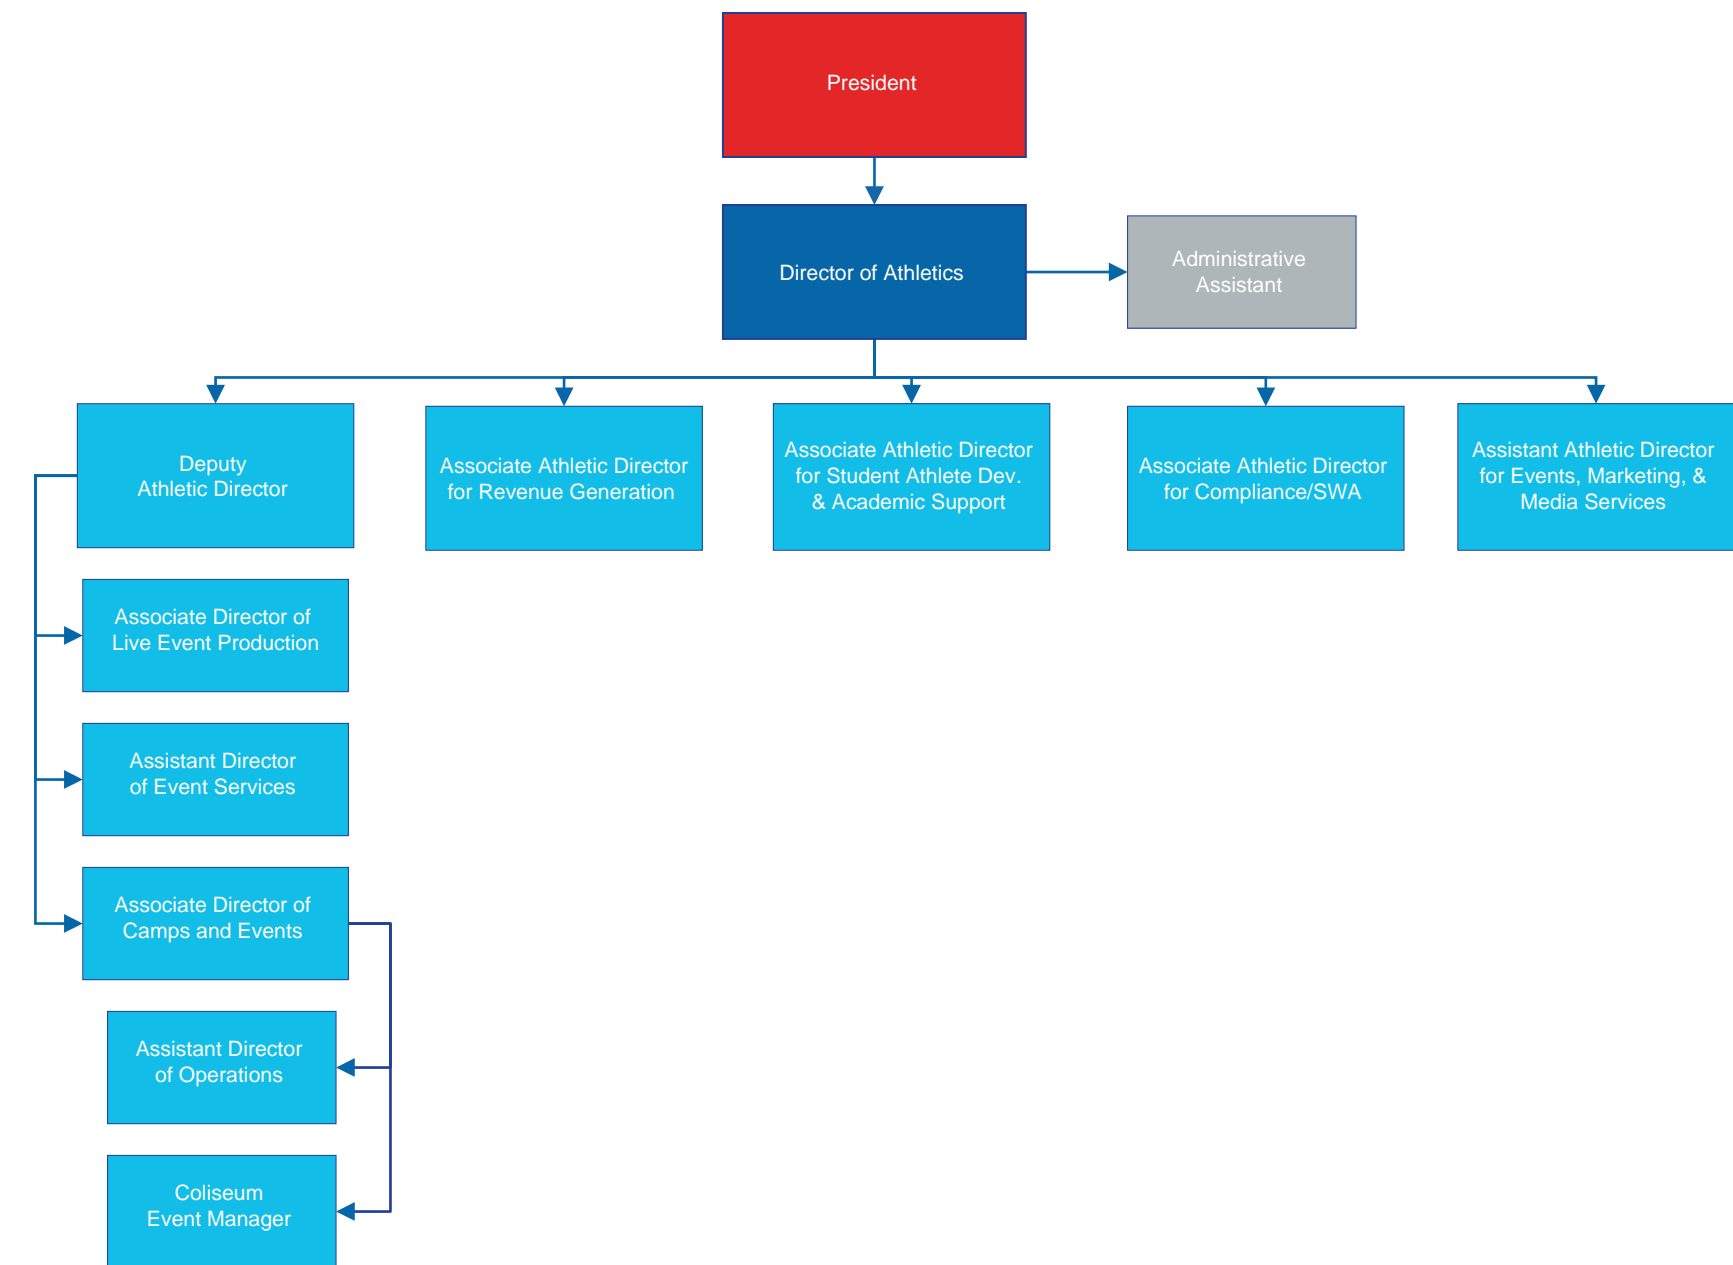 President
Director of Athletics
Administrative
Assistant
Deputy
Athletic Director
Associate Athletic Director
for Revenue Generation
Associate Athletic Director
for Student Athlete Dev.
& Academic Support
Associate Athletic Director
for Compliance/SWA
Assistant Athletic Director
for Events, Marketing, &
Media Services
Associate Director of
Live Event Production
Assistant Director
of Event Services
Associate Director of
Camps and Events
Assistant Director
of Operations
Coliseum
Event Manager